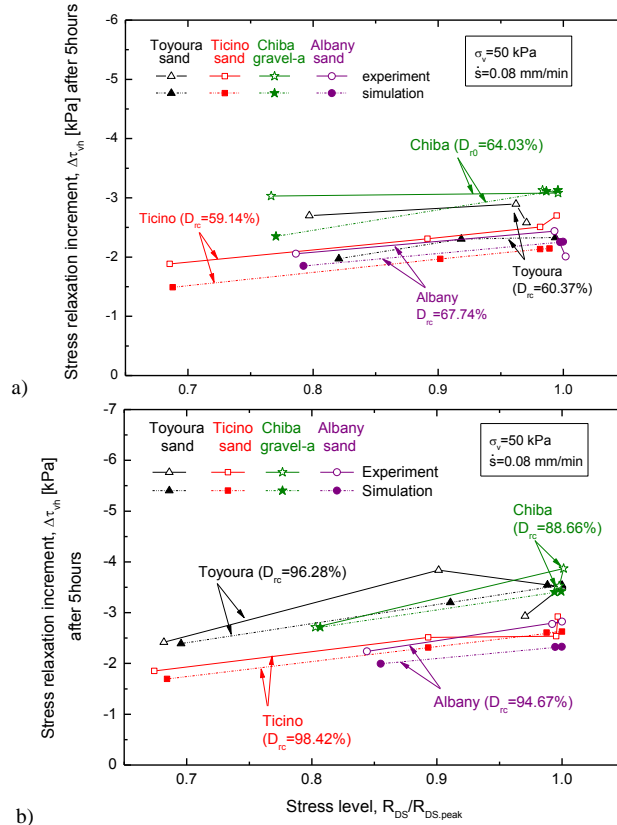 a)
Stress relaxation increment, Δτvh [kPa] after 5hours
-6
-5
-4
-3
-2
-1
0
Toyoura Ticino Chiba Albany
sand sand gravel-a sand
experiment
simulation
σv=50 kPa
ṡ=0.08 mm/min
Chiba (Dr0=64.03%)
Ticino (Drc=59.14%)
Toyoura
(Drc=60.37%)
Albany
Drc=67.74%
0.7 0.8 0.9 1.0
b)
Stress relaxation increment, Δτvh [kPa]
after 5hours
-7
-6
-5
-4
-3
-2
-1
0
Toyoura Ticino Chiba Albany
sand sand gravel-a sand
Experiment
Simulation
σv=50 kPa
ṡ=0.08 mm/min
Chiba
(Drc=88.66%)
Toyoura (Drc=96.28%)
Ticino
(Drc=98.42%)
Albany (Drc=94.67%)
0.7 0.8 0.9 1.0
Stress level, RDS/RDS.peak